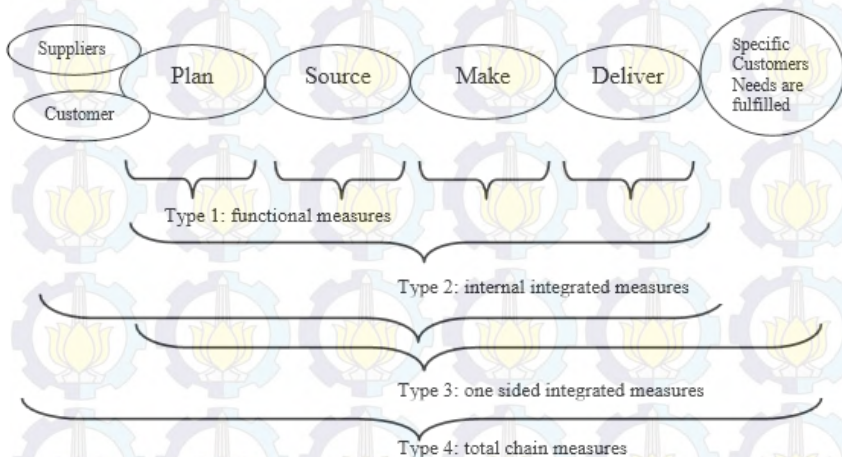 Suppliers
Customer
Plan
Source
Make
Deliver
Specific
Customers
Needs are
fulfilled
Type 1: functional measures
Type 2: internal integrated measures
Type 3: one sided integrated measures
Type 4: total chain measures